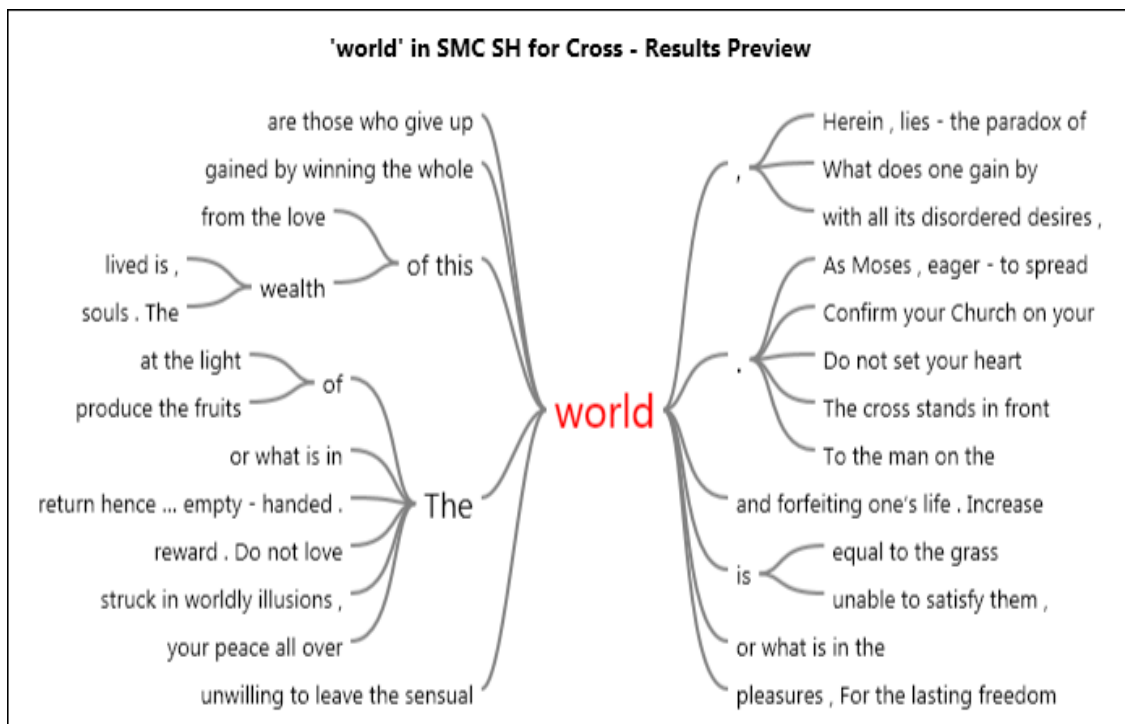 'world' in SMC SH for Cross - Results Preview
are those who give up
gained by winning the whole
from the love
of this
lived is ,
wealth
souls . The
at the light
of
produce the fruits
or what is in
return hence ... empty - handed .
The
reward . Do not love
struck in worldly illusions ,
your peace all over
unwilling to leave the sensual
world
Herein , lies - the paradox of
,
What does one gain by
with all its disordered desires ,
As Moses , eager - to spread
Confirm your Church on your
.
Do not set your heart
The cross stands in front
To the man on the
and forfeiting one's life . Increase
equal to the grass
is
unable to satisfy them ,
or what is in the
pleasures , For the lasting freedom